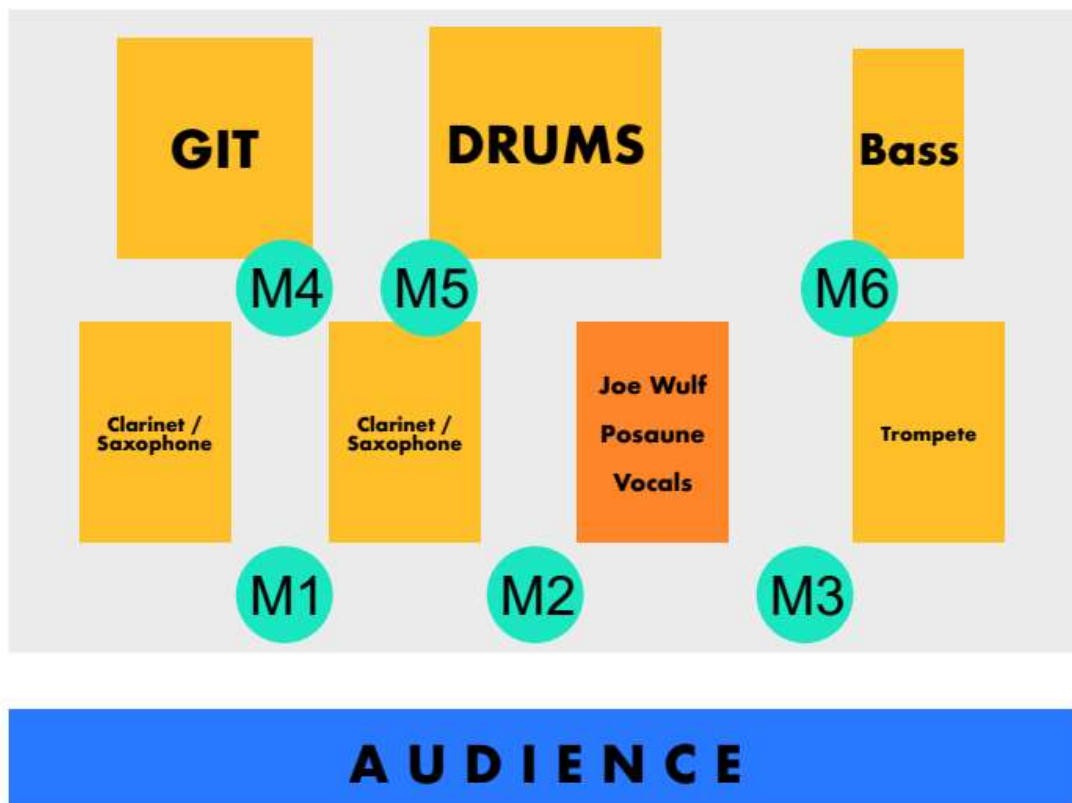 GIT
DRUMS
Bass
M4
M5
M6
Clarinet /
Saxophone
Clarinet /
Saxophone
Joe Wulf
Posaune
Vocals
Trompete
M1
M2
M3
AUDIENCE